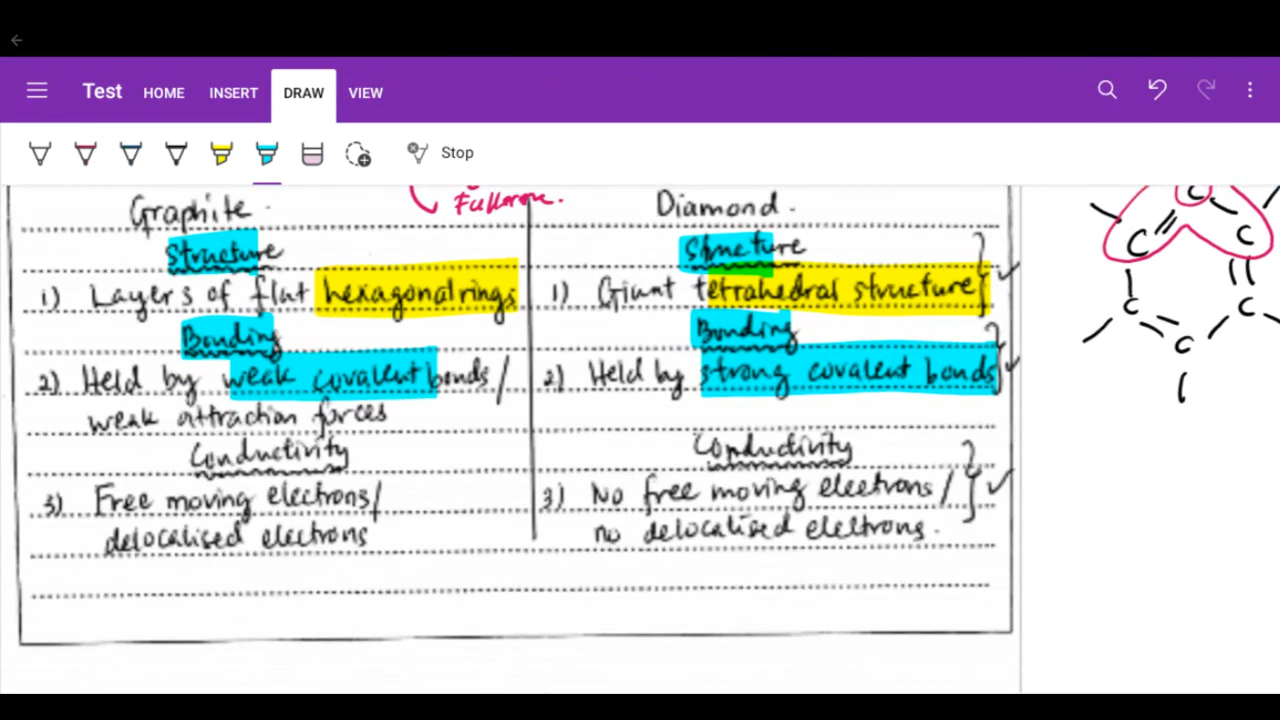 Test HOME INSERT DRAW VIEW
Stop
Fullerene.
Graphite.
Structure
1) Layers of flat hexagonal rings
Bonding
2) Held by weak covalent bonds/
weak attraction forces
Conductivity
3) Free moving electrons/
delocalised electrons
Diamond.
Structure
1) Giant tetrahedral structure
Bonding
2) Held by strong covalent bonds
Conductivity
3) No free moving electrons/
no delocalised electrons.
C
C C
C C
C